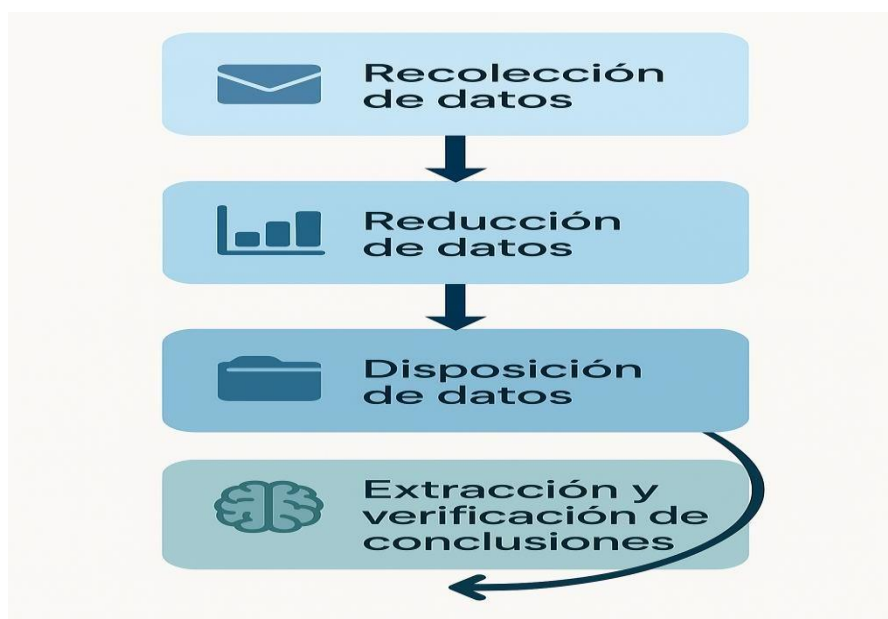 Recolección
de datos
Reducción
de datos
Disposición
de datos
Extracción y
verificación de
conclusiones